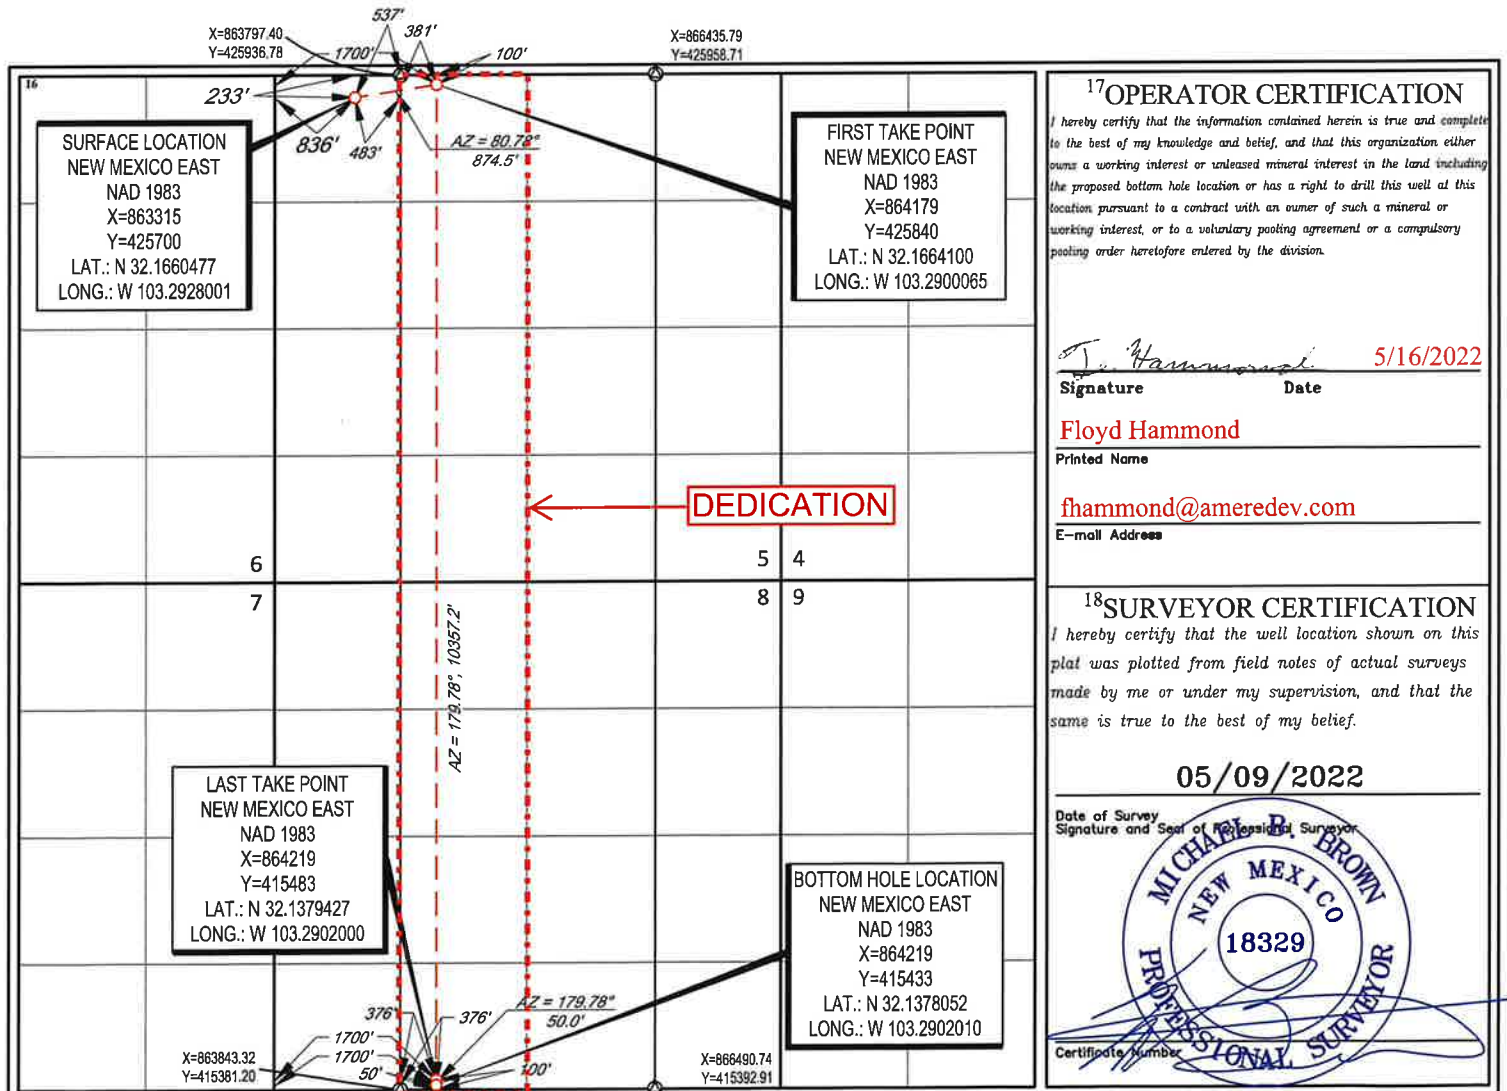 537'
381'
X=863797.40
Y=425936.78
1700'
100'
X=866435.79
Y=425958.71
16
233'
836'
483'
AZ = 80.78°
874.5'
SURFACE LOCATION
NEW MEXICO EAST
NAD 1983
X=863315
Y=425700
LAT.: N 32.1660477
LONG.: W 103.2928001
FIRST TAKE POINT
NEW MEXICO EAST
NAD 1983
X=864179
Y=425840
LAT.: N 32.1664100
LONG.: W 103.2900065
DEDICATION
6
5
4
7
8
9
AZ = 179.78°, 10357.2'
LAST TAKE POINT
NEW MEXICO EAST
NAD 1983
X=864219
Y=415483
LAT.: N 32.1379427
LONG.: W 103.2902000
BOTTOM HOLE LOCATION
NEW MEXICO EAST
NAD 1983
X=864219
Y=415433
LAT.: N 32.1378052
LONG.: W 103.2902010
AZ = 179.78°
50.0'
376'
376'
1700'
1700'
50'
100'
X=863843.32
Y=415381.20
X=866490.74
Y=415392.91
17 OPERATOR CERTIFICATION
I hereby certify that the information contained herein is true and complete
to the best of my knowledge and belief, and that this organization either
owns a working interest or unleased mineral interest in the land including
the proposed bottom hole location or has a right to drill this well at this
location pursuant to a contract with an owner of such a mineral or
working interest, or to a voluntary pooling agreement or a compulsory
pooling order heretofore entered by the division.
5/16/2022
Signature Date
Floyd Hammond
Printed Name
fhammond@ameredev.com
E-mail Address
18 SURVEYOR CERTIFICATION
I hereby certify that the well location shown on this
plat was plotted from field notes of actual surveys
made by me or under my supervision, and that the
same is true to the best of my belief.
05/09/2022
Date of Survey
Signature and Seal of Professional Surveyor
MICHAEL B. BROWN
NEW MEXICO
18329
PROFESSIONAL SURVEYOR
Certificate Number